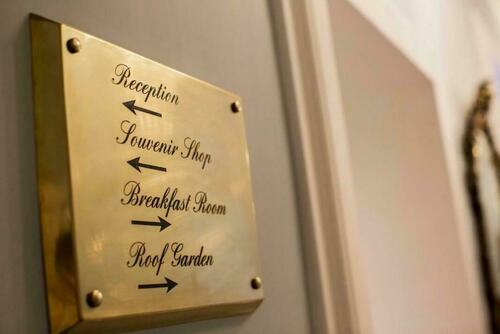 Reception
←
Souvenir Shop
←
Breakfast Room
→
Roof Garden
→